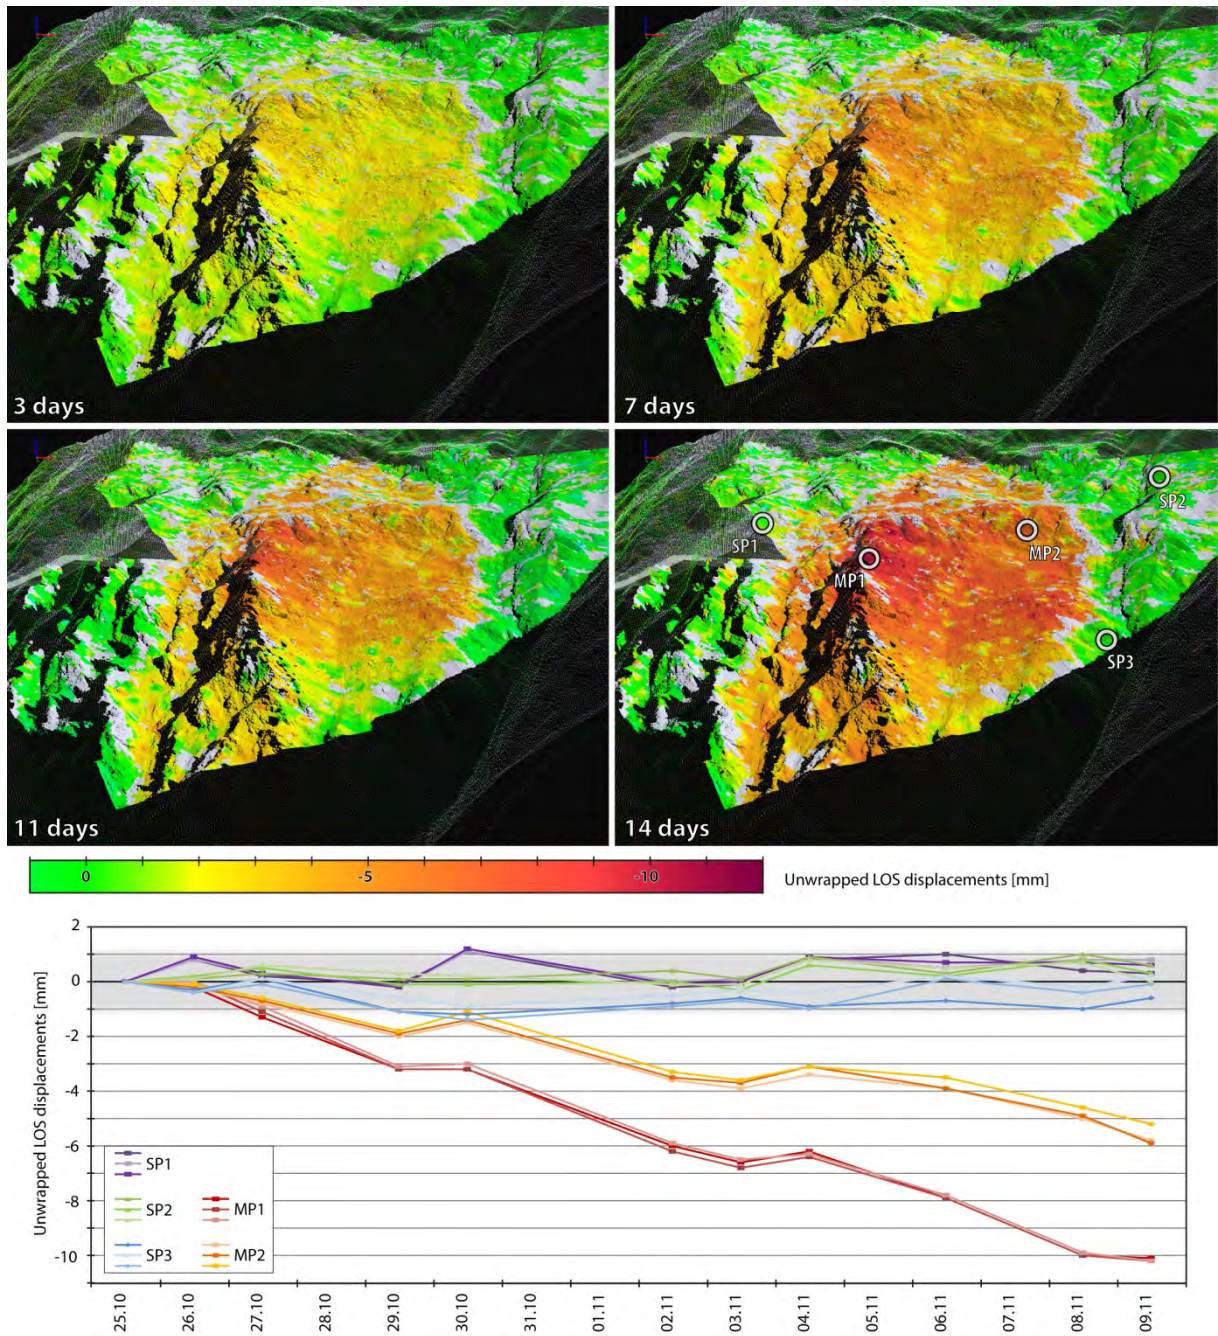 3 days
7 days
11 days
14 days
SP1
SP2
MP1
MP2
SP3
0
-5
-10
Unwrapped LOS displacements [mm]
Unwrapped LOS displacements [mm]
2
0
-2
-4
-6
-8
-10
SP1
SP2
MP1
SP3
MP2
25.10
26.10
27.10
28.10
29.10
30.10
31.10
01.11
02.11
03.11
04.11
05.11
06.11
07.11
08.11
09.11